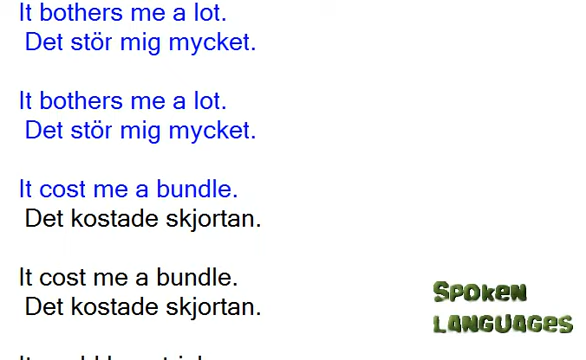 It bothers me a lot.
Det stör mig mycket.
It bothers me a lot.
Det stör mig mycket.
It cost me a bundle.
Det kostade skjortan.
It cost me a bundle.
Det kostade skjortan.
Spoken
Languages